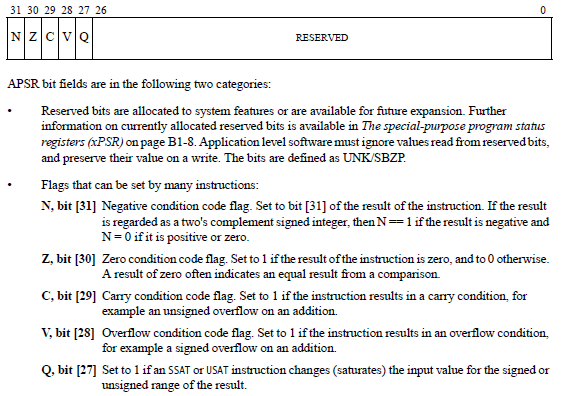 31 30 29 28 27 26 0
N Z C V Q RESERVED
APSR bit fields are in the following two categories:
• Reserved bits are allocated to system features or are available for future expansion. Further
information on currently allocated reserved bits is available in The special-purpose program status
registers (xPSR) on page B1-8. Application level software must ignore values read from reserved bits,
and preserve their value on a write. The bits are defined as UNK/SBZP.
• Flags that can be set by many instructions:
N, bit [31] Negative condition code flag. Set to bit [31] of the result of the instruction. If the result
is regarded as a two's complement signed integer, then N == 1 if the result is negative and
N = 0 if it is positive or zero.
Z, bit [30] Zero condition code flag. Set to 1 if the result of the instruction is zero, and to 0 otherwise.
A result of zero often indicates an equal result from a comparison.
C, bit [29] Carry condition code flag. Set to 1 if the instruction results in a carry condition, for
example an unsigned overflow on an addition.
V, bit [28] Overflow condition code flag. Set to 1 if the instruction results in an overflow condition,
for example a signed overflow on an addition.
Q, bit [27] Set to 1 if an SSAT or USAT instruction changes (saturates) the input value for the signed or
unsigned range of the result.